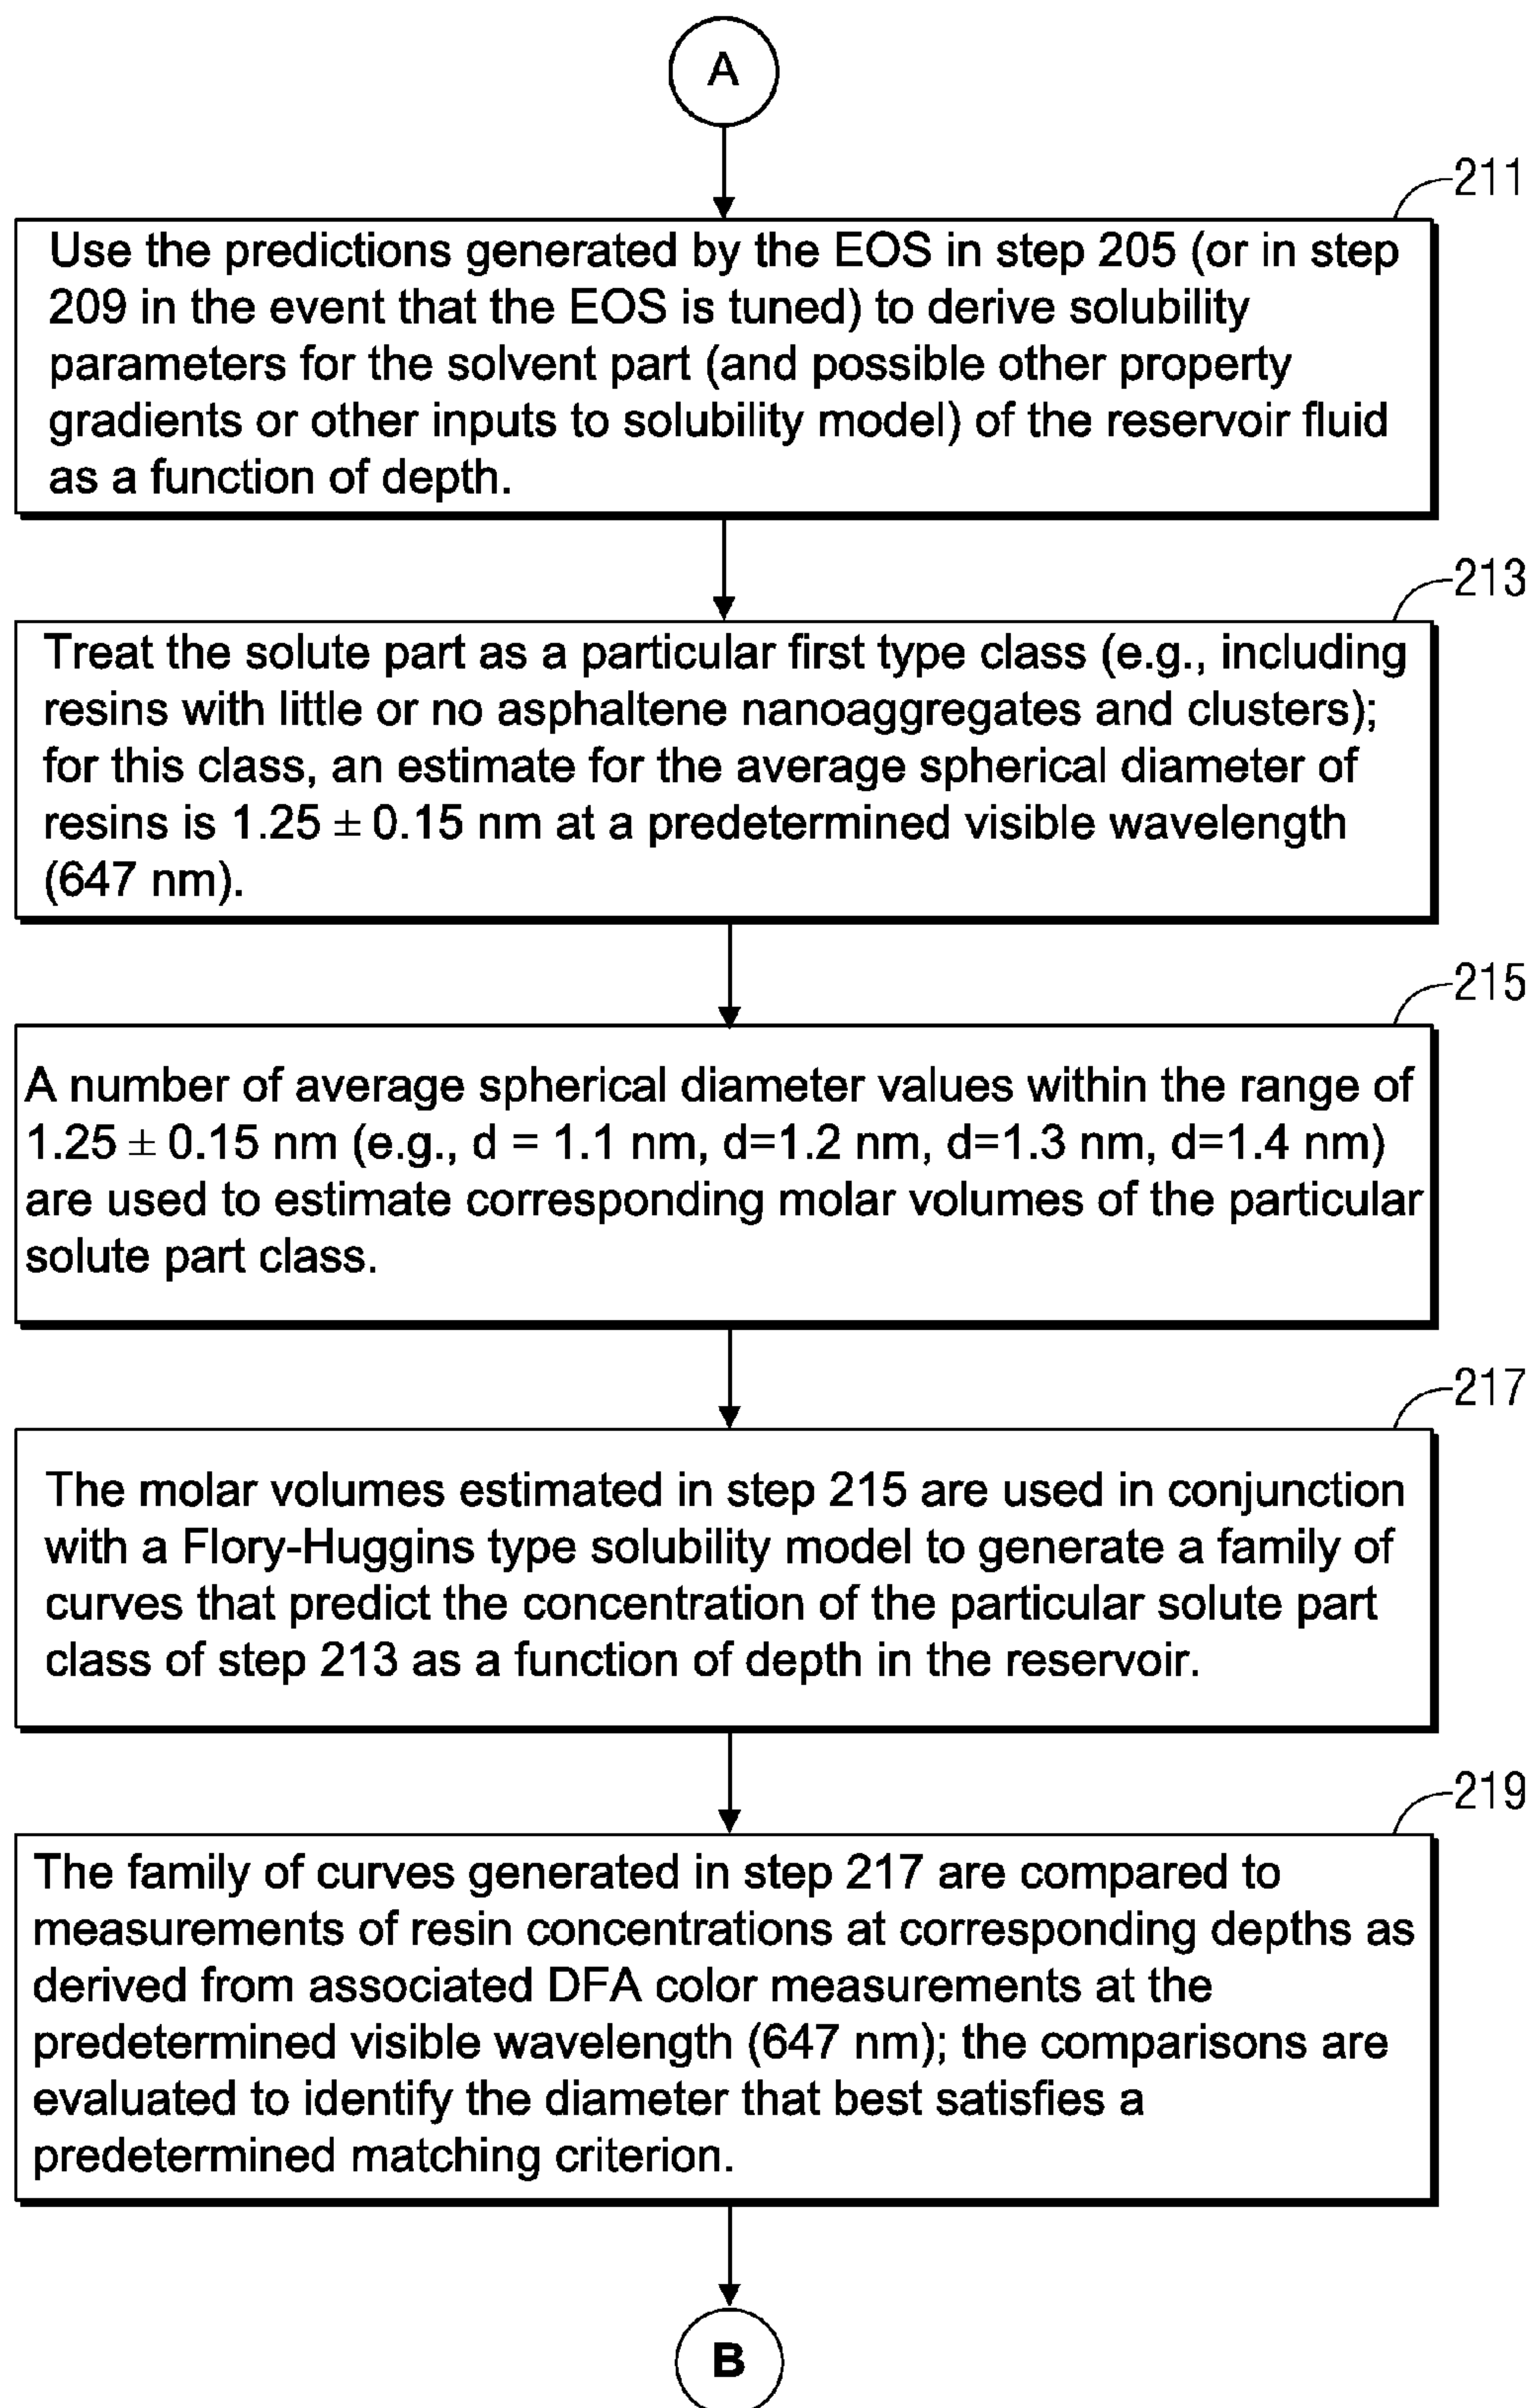 A
211
Use the predictions generated by the EOS in step 205 (or in step
209 in the event that the EOS is tuned) to derive solubility
parameters for the solvent part (and possible other property
gradients or other inputs to solubility model) of the reservoir fluid
as a function of depth.
213
Treat the solute part as a particular first type class (e.g., including
resins with little or no asphaltene nanoaggregates and clusters);
for this class, an estimate for the average spherical diameter of
resins is 1.25 ± 0.15 nm at a predetermined visible wavelength
(647 nm).
215
A number of average spherical diameter values within the range of
1.25 ± 0.15 nm (e.g., d = 1.1 nm, d=1.2 nm, d=1.3 nm, d=1.4 nm)
are used to estimate corresponding molar volumes of the particular
solute part class.
217
The molar volumes estimated in step 215 are used in conjunction
with a Flory-Huggins type solubility model to generate a family of
curves that predict the concentration of the particular solute part
class of step 213 as a function of depth in the reservoir.
219
The family of curves generated in step 217 are compared to
measurements of resin concentrations at corresponding depths as
derived from associated DFA color measurements at the
predetermined visible wavelength (647 nm); the comparisons are
evaluated to identify the diameter that best satisfies a
predetermined matching criterion.
B